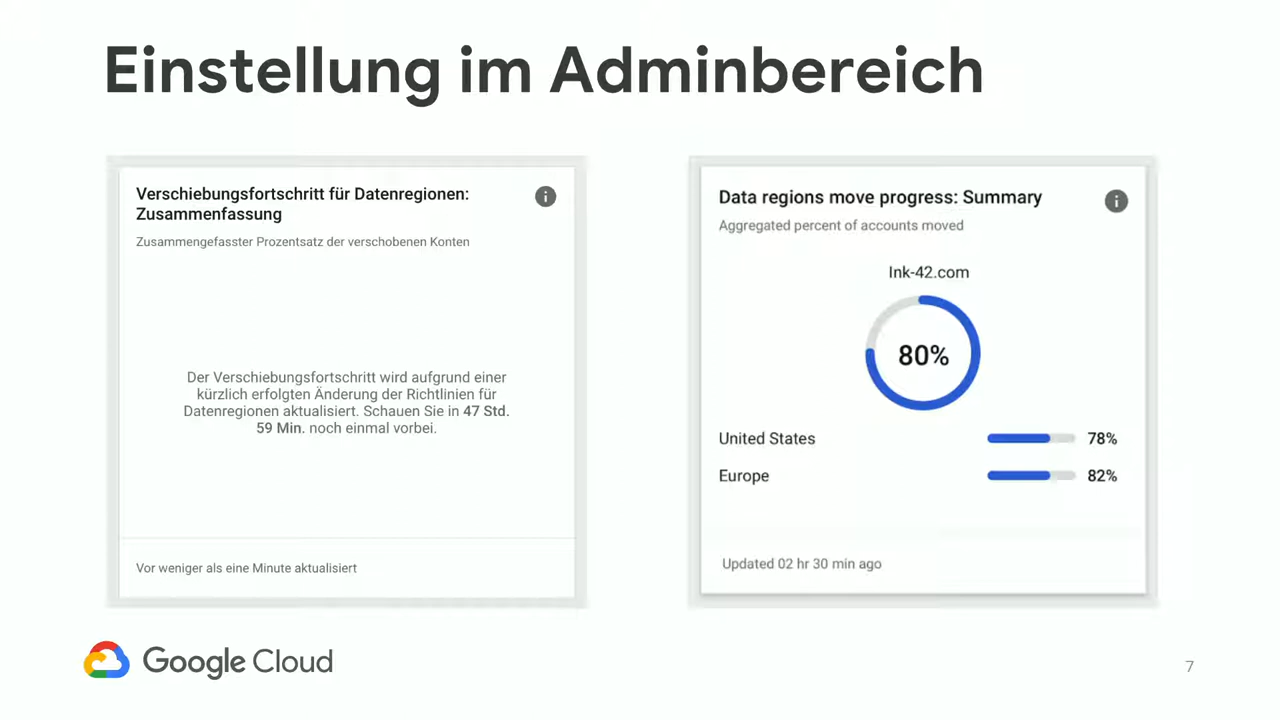 Einstellung im Adminbereich
Verschiebungsfortschritt für Datenregionen:
Zusammenfassung
Zusammengefasster Prozentsatz der verschobenen Konten
Der Verschiebungsfortschritt wird aufgrund einer
kürzlich erfolgten Änderung der Richtlinien für
Datenregionen aktualisiert. Schauen Sie in 47 Std.
59 Min. noch einmal vorbei.
Vor weniger als eine Minute aktualisiert
Data regions move progress: Summary
Aggregated percent of accounts moved
Ink-42.com
80%
United States 78%
Europe 82%
Updated 02 hr 30 min ago
Google Cloud
7